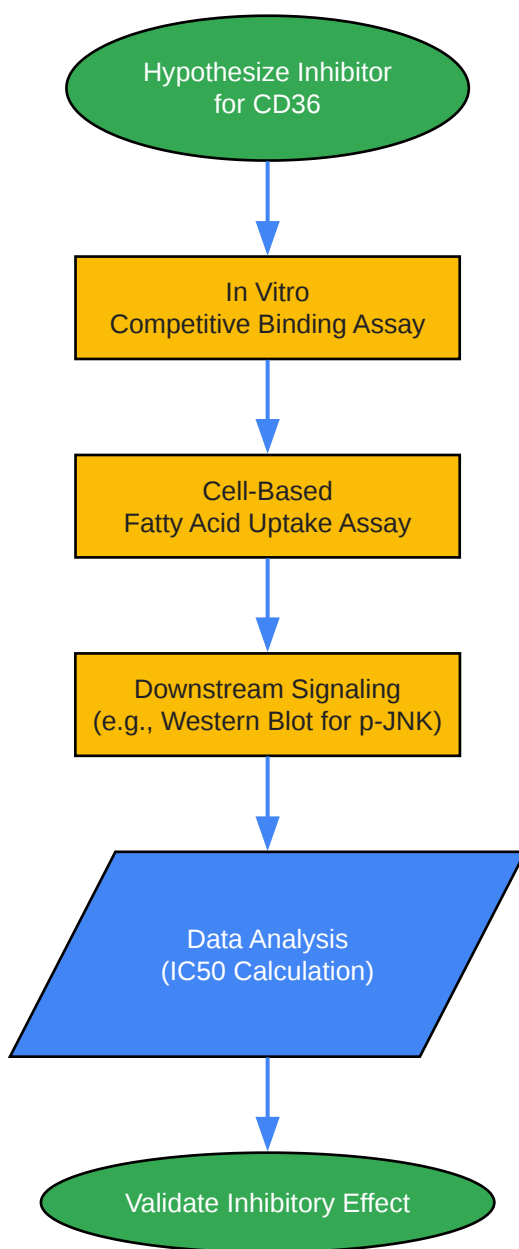 Hypothesize Inhibitor
for CD36
In Vitro
Competitive Binding Assay
Cell-Based
Fatty Acid Uptake Assay
Downstream Signaling
(e.g., Western Blot for p-JNK)
Data Analysis
(IC50 Calculation)
Validate Inhibitory Effect